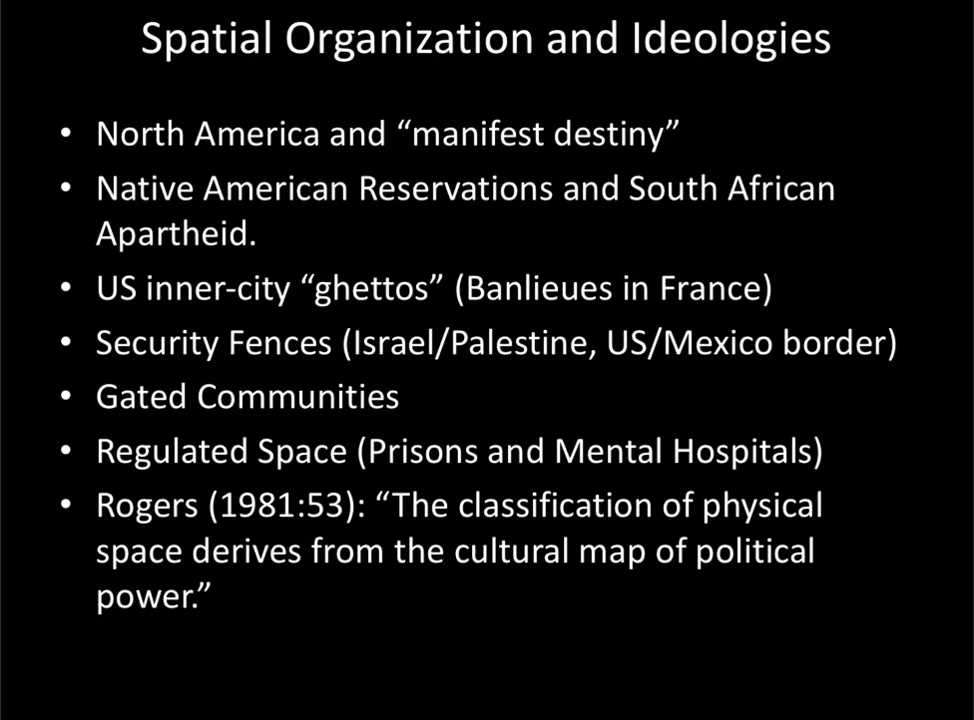 Spatial Organization and Ideologies
• North America and “manifest destiny”
• Native American Reservations and South African
Apartheid.
• US inner-city “ghettos” (Banlieues in France)
• Security Fences (Israel/Palestine, US/Mexico border)
• Gated Communities
• Regulated Space (Prisons and Mental Hospitals)
• Rogers (1981:53): “The classification of physical
space derives from the cultural map of political
power.”